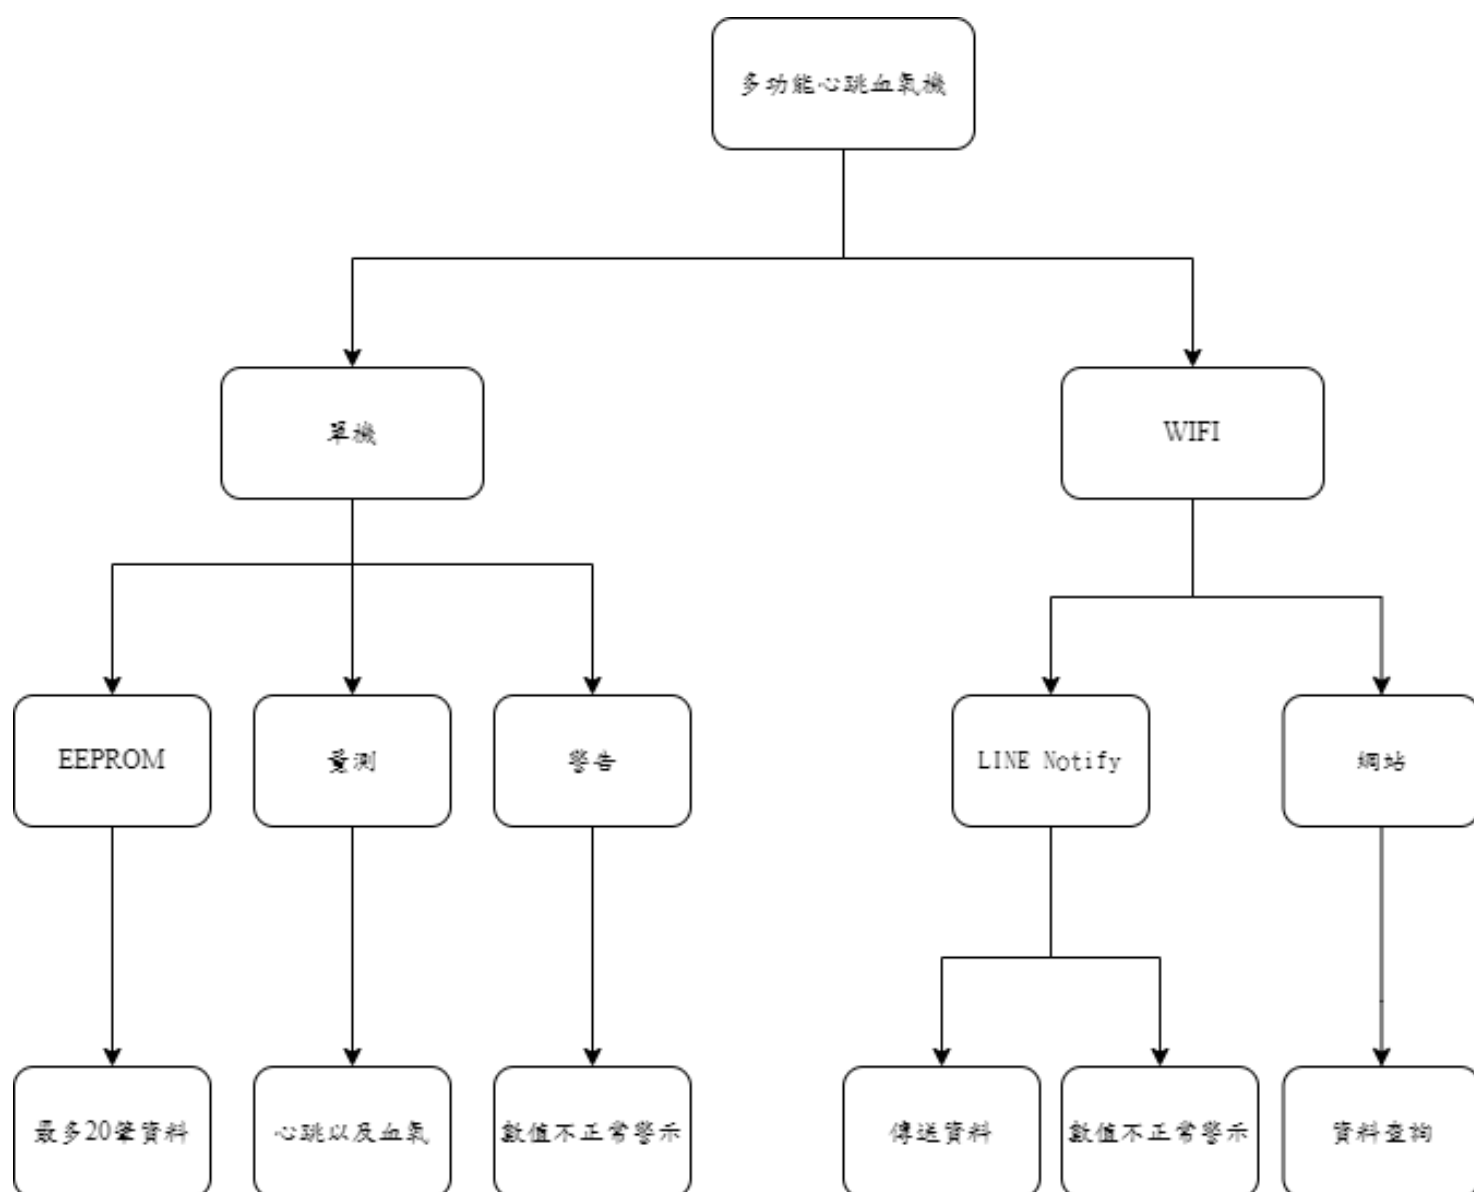 多功能心跳血氧機
單機
WIFI
EEPROM
量測
警告
LINE Notify
網站
最多20筆資料
心跳以及血氧
數值不正常警示
傳送資料
數值不正常警示
資料查詢